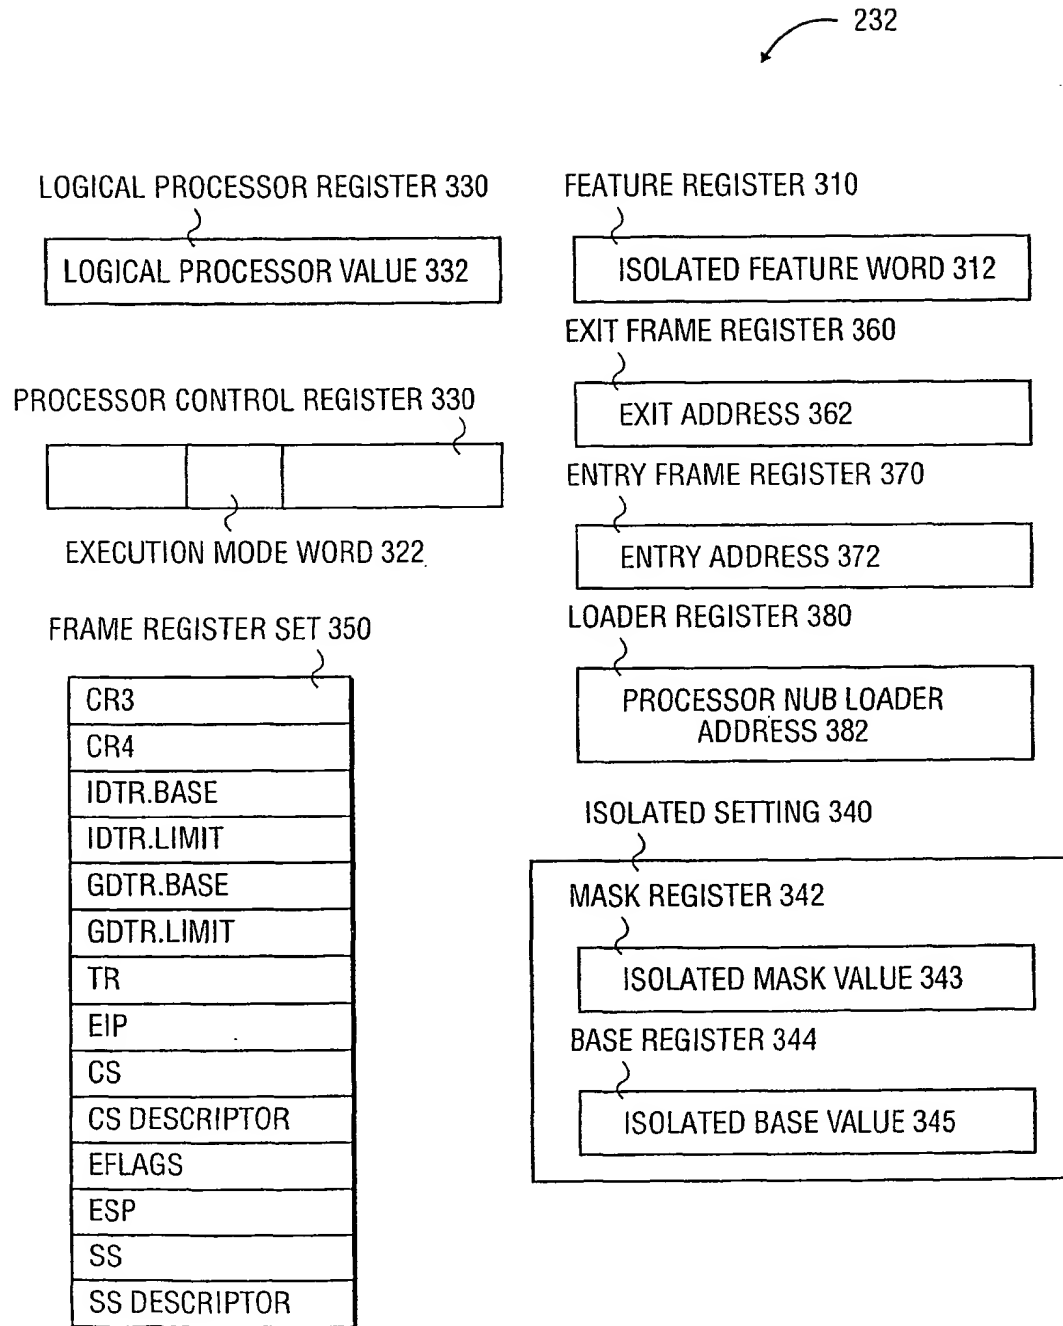 232
LOGICAL PROCESSOR REGISTER 330
LOGICAL PROCESSOR VALUE 332
PROCESSOR CONTROL REGISTER 330
EXECUTION MODE WORD 322
FRAME REGISTER SET 350
CR3
CR4
IDTR.BASE
IDTR.LIMIT
GDTR.BASE
GDTR.LIMIT
TR
EIP
CS
CS DESCRIPTOR
EFLAGS
ESP
SS
SS DESCRIPTOR
FEATURE REGISTER 310
ISOLATED FEATURE WORD 312
EXIT FRAME REGISTER 360
EXIT ADDRESS 362
ENTRY FRAME REGISTER 370
ENTRY ADDRESS 372
LOADER REGISTER 380
PROCESSOR NUB LOADER
ADDRESS 382
ISOLATED SETTING 340
MASK REGISTER 342
ISOLATED MASK VALUE 343
BASE REGISTER 344
ISOLATED BASE VALUE 345